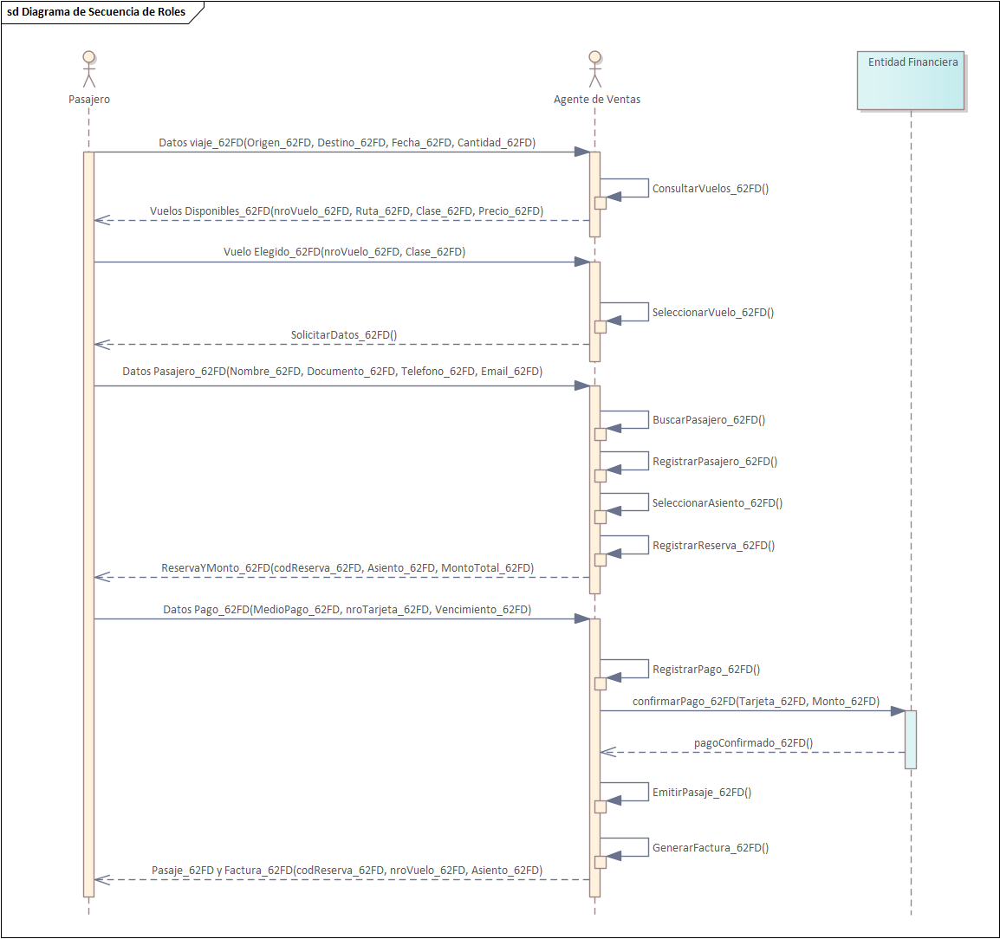 sd Diagrama de Secuencia de Roles
Entidad Financiera
Pasajero
Agente de Ventas
Datos viaje_62FD(Origen_62FD, Destino_62FD, Fecha_62FD, Cantidad_62FD)
ConsultarVuelos_62FD()
Vuelos Disponibles_62FD(nroVuelo_62FD, Ruta_62FD, Clase_62FD, Precio_62FD)
Vuelo Elegido_62FD(nroVuelo_62FD, Clase_62FD)
SeleccionarVuelo_62FD()
SolicitarDatos_62FD()
Datos Pasajero_62FD(Nombre_62FD, Documento_62FD, Telefono_62FD, Email_62FD)
BuscarPasajero_62FD()
RegistrarPasajero_62FD()
SeleccionarAsiento_62FD()
RegistrarReserva_62FD()
ReservaYMonto_62FD(codReserva_62FD, Asiento_62FD, MontoTotal_62FD)
Datos Pago_62FD(MedioPago_62FD, nroTarjeta_62FD, Vencimiento_62FD)
RegistrarPago_62FD()
confirmarPago_62FD(Tarjeta_62FD, Monto_62FD)
pagoConfirmado_62FD()
EmitirPasaje_62FD()
GenerarFactura_62FD()
Pasaje_62FD y Factura_62FD(codReserva_62FD, nroVuelo_62FD, Asiento_62FD)